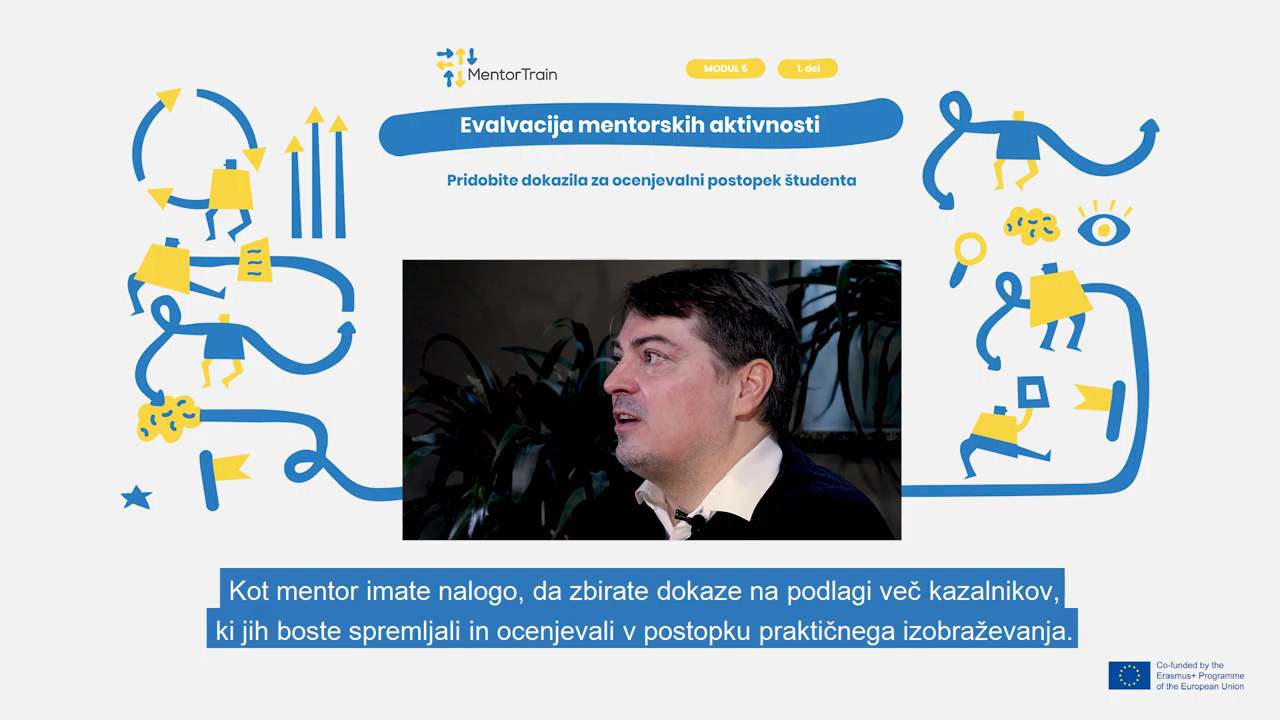 MentorTrain
MODUL 5
1. del
Evalvacija mentorskih aktivnosti
Pridobite dokazila za ocenjevalni postopek študenta
Kot mentor imate nalogo, da zbirate dokaze na podlagi več kazalnikov,
ki jih boste spremljali in ocenjevali v postopku praktičnega izobraževanja.
Co-funded by the
Erasmus+ Programme
of the European Union